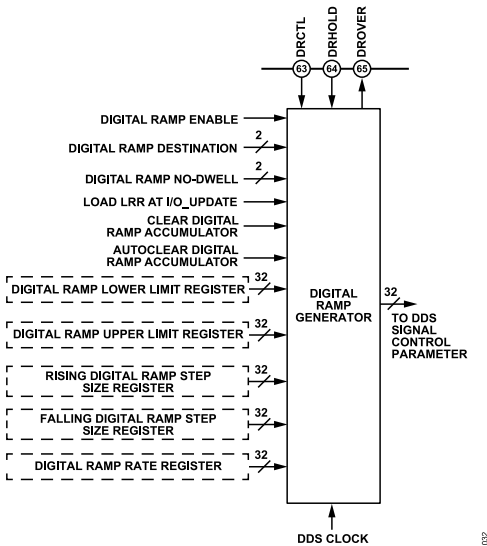 DRCTL
DRHOLD
DROVER
63
64
65
DIGITAL RAMP ENABLE
2
DIGITAL RAMP DESTINATION
2
DIGITAL RAMP NO-DWELL
LOAD LRR AT I/O_UPDATE
CLEAR DIGITAL
RAMP ACCUMULATOR
AUTOCLEAR DIGITAL
RAMP ACCUMULATOR
32
DIGITAL RAMP LOWER LIMIT REGISTER
32
DIGITAL RAMP UPPER LIMIT REGISTER
32
RISING DIGITAL RAMP STEP
SIZE REGISTER
32
FALLING DIGITAL RAMP STEP
SIZE REGISTER
32
DIGITAL RAMP RATE REGISTER
DIGITAL
RAMP
GENERATOR
32
TO DDS
SIGNAL
CONTROL
PARAMETER
DDS CLOCK
032